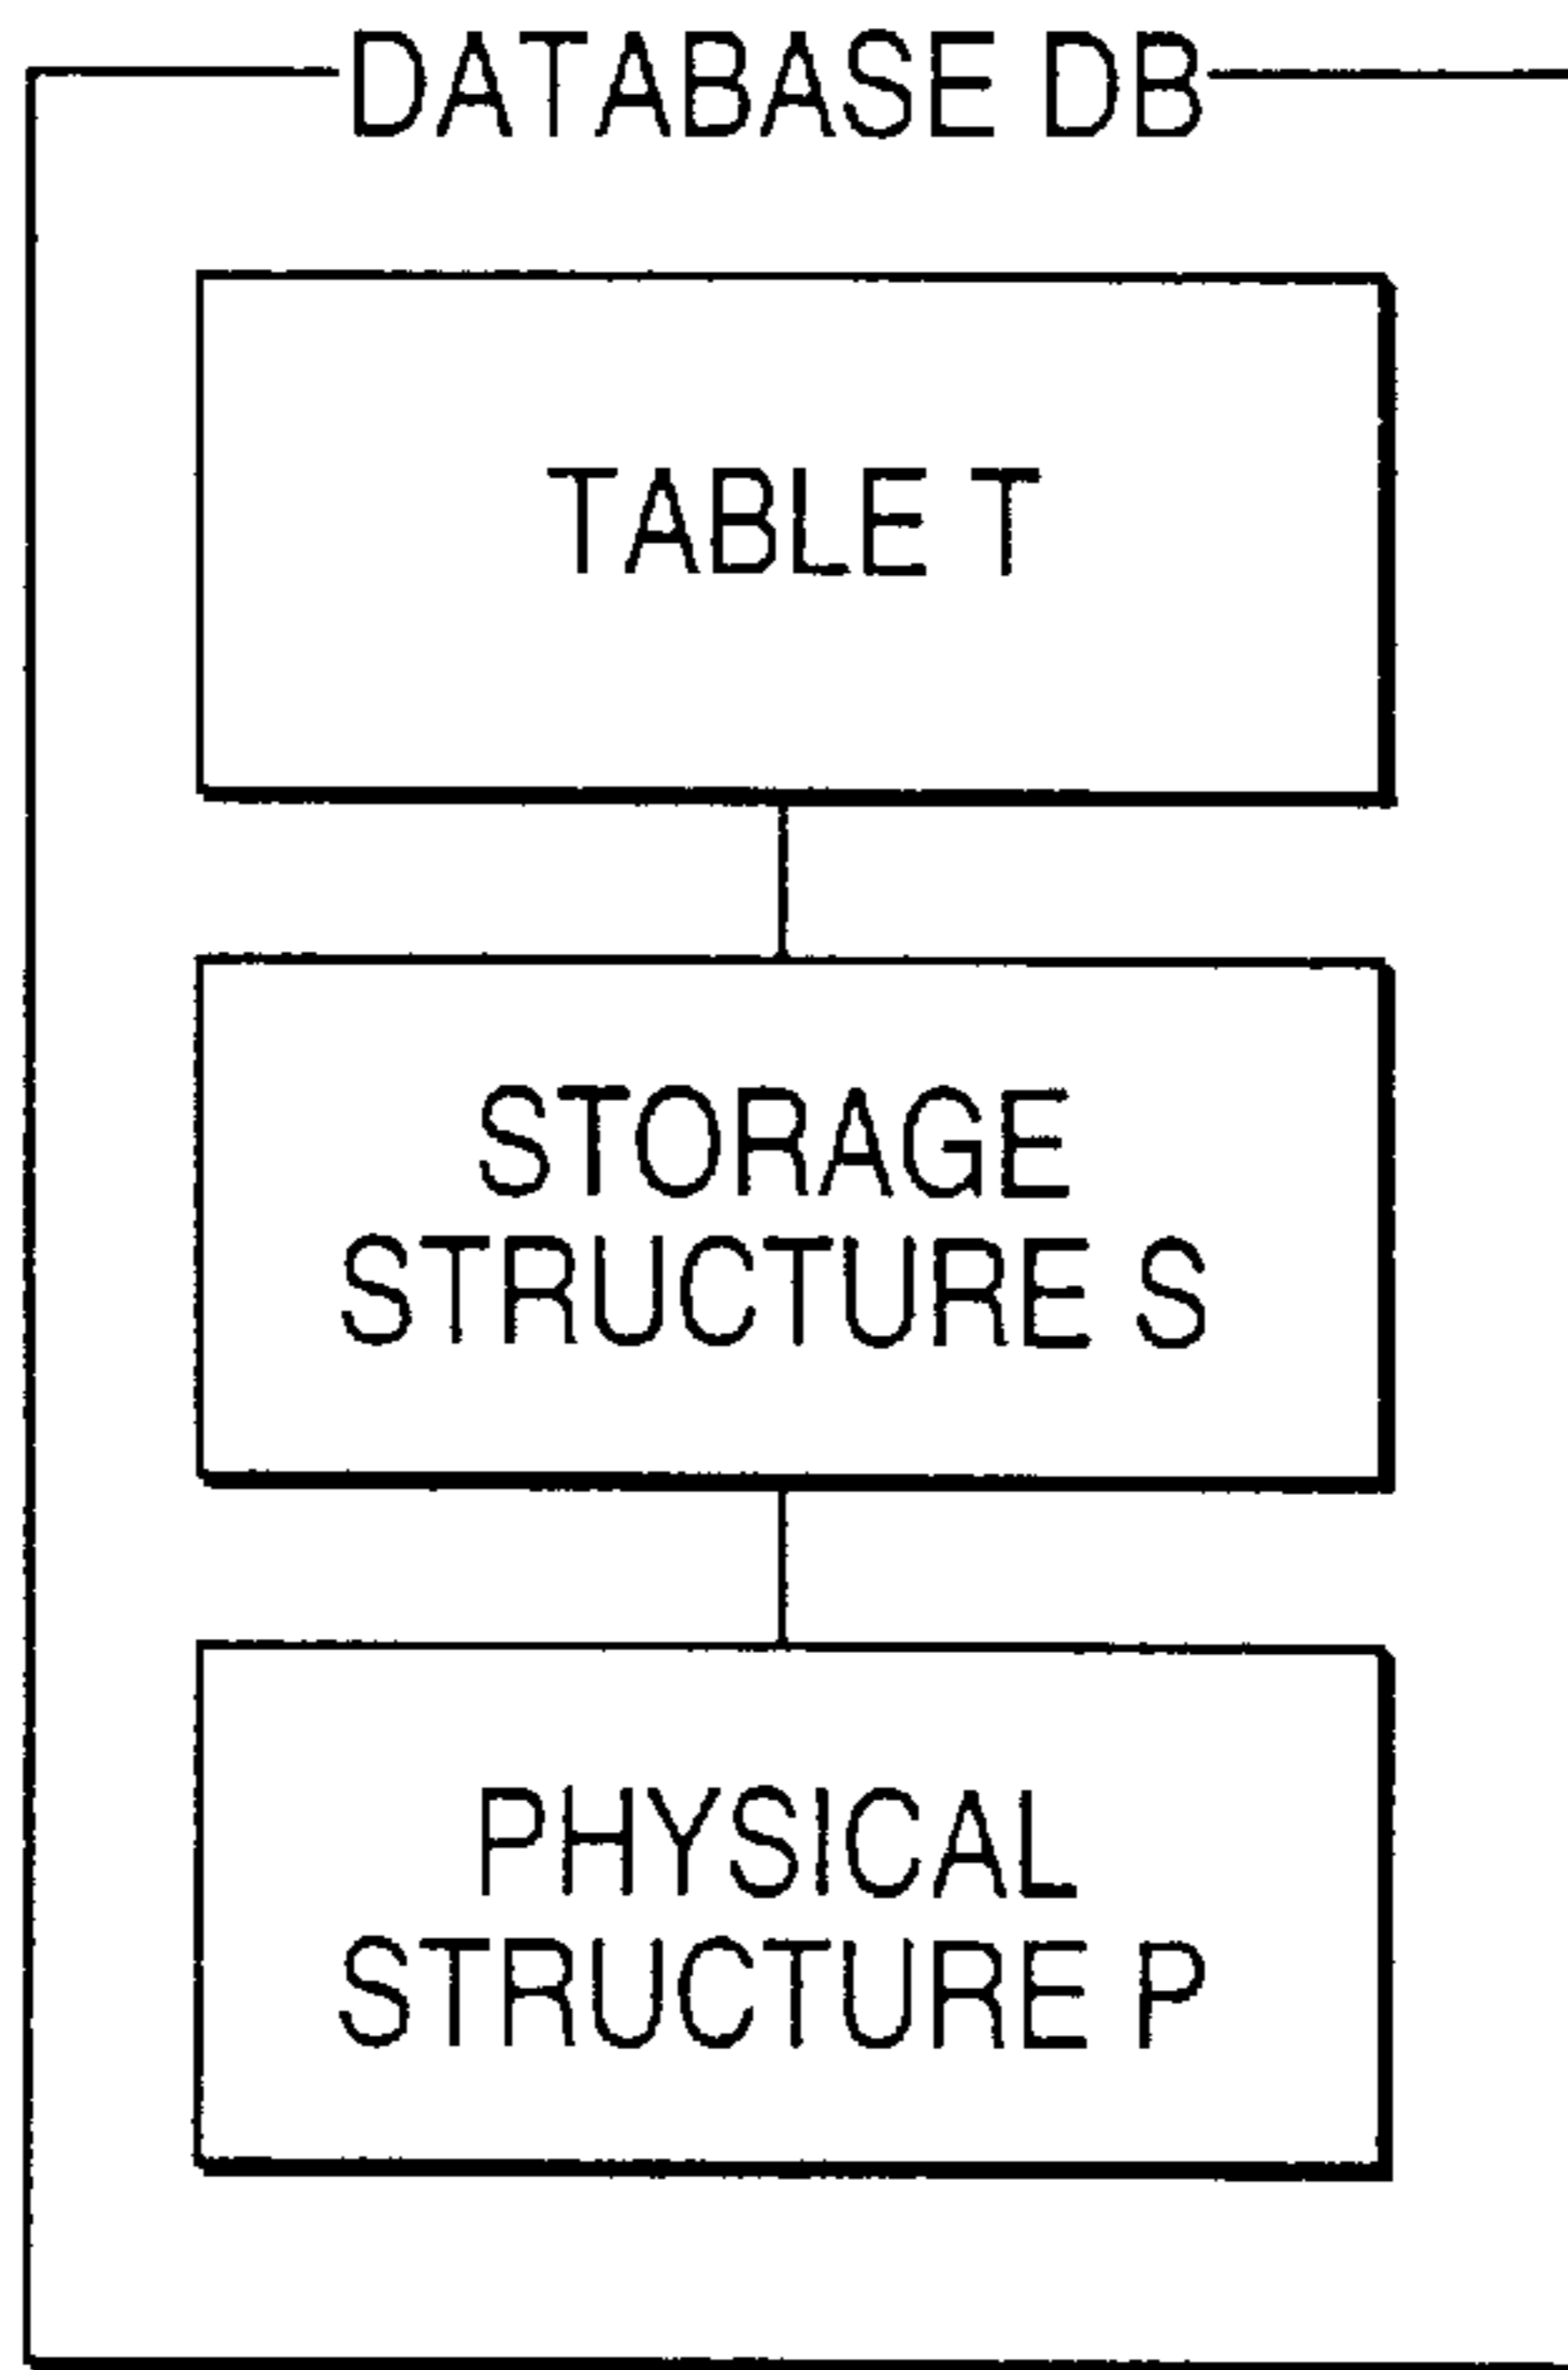 DATABASE DB
TABLE T
STORAGE
STRUCTURE S
PHYSICAL
STRUCTURE P